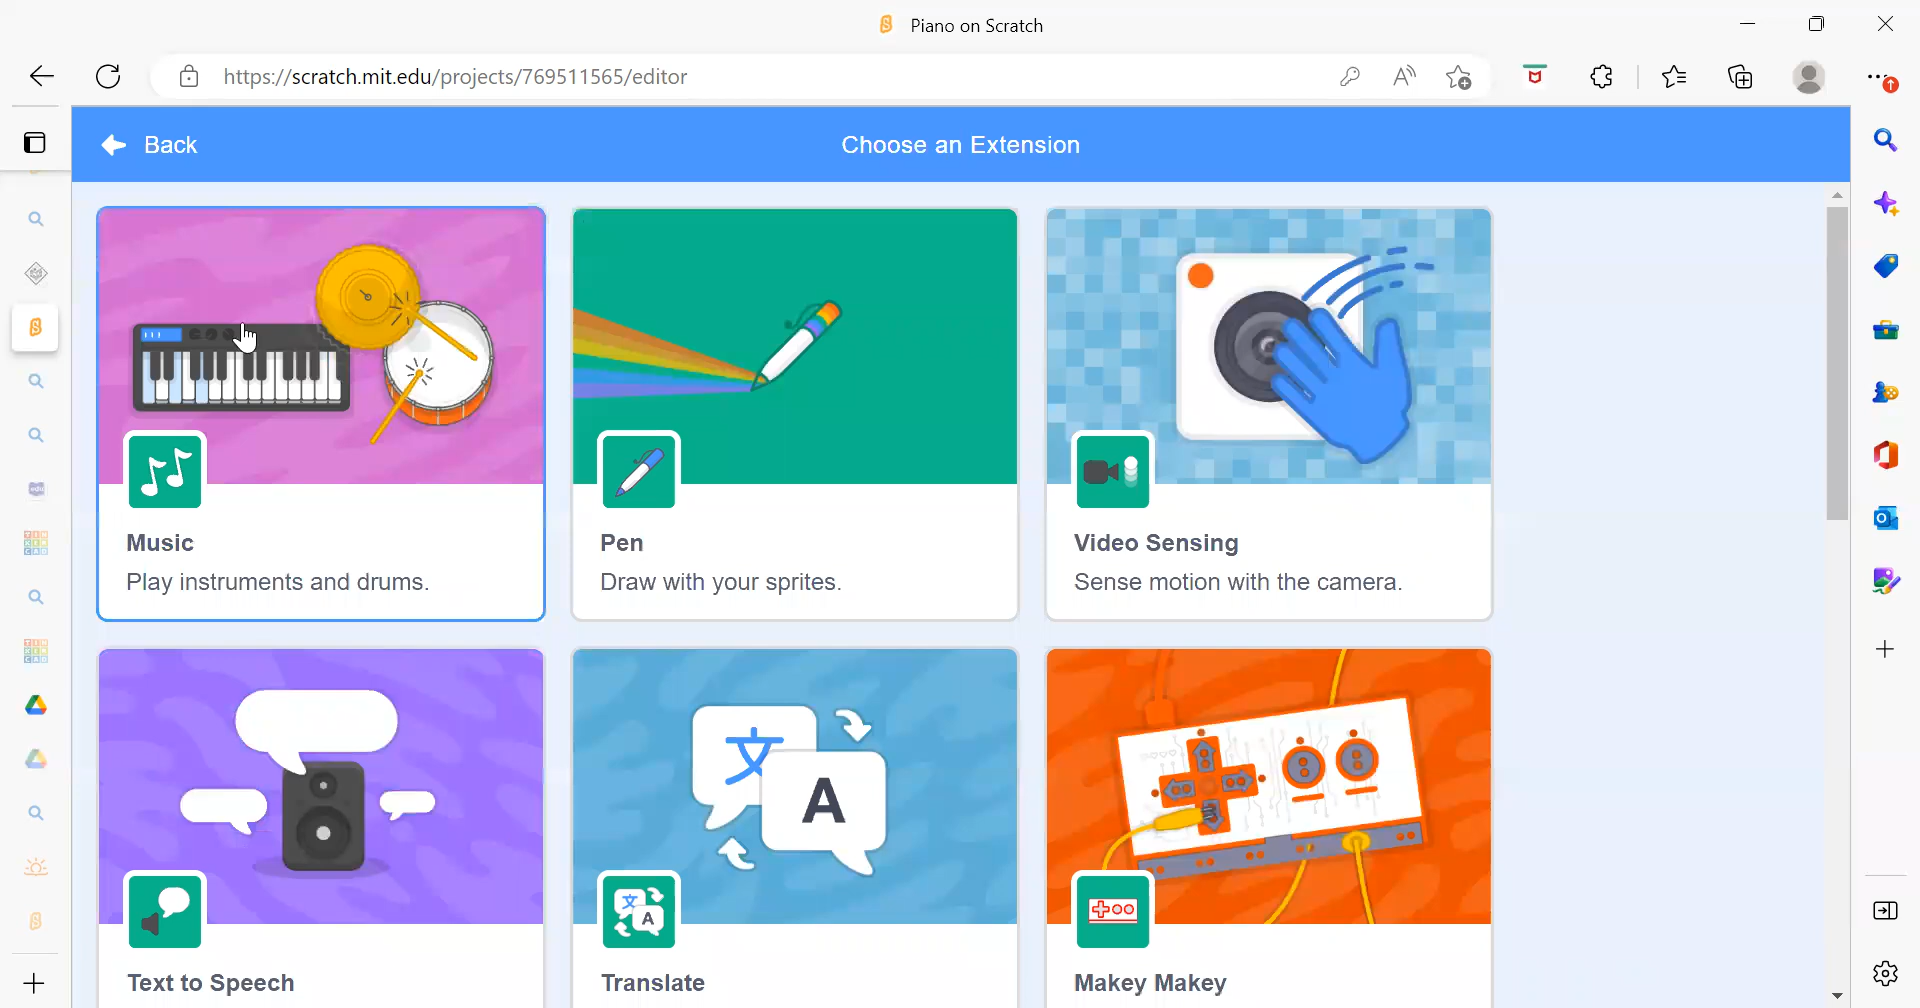 Piano on Scratch
https://scratch.mit.edu/projects/769511565/editor
Back
Choose an Extension
Music
Play instruments and drums.
Pen
Draw with your sprites.
Video Sensing
Sense motion with the camera.
文 A
文 A
Text to Speech
Translate
Makey Makey